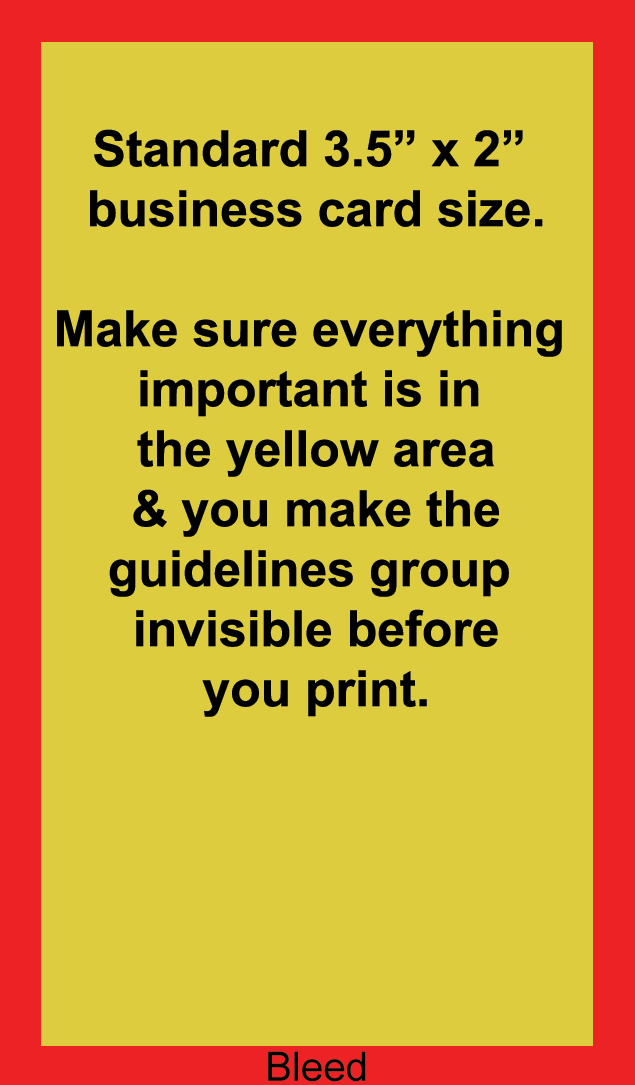 Standard 3.5” x 2”
business card size.
Make sure everything
important is in
the yellow area
& you make the
guidelines group
invisible before
you print.
Bleed